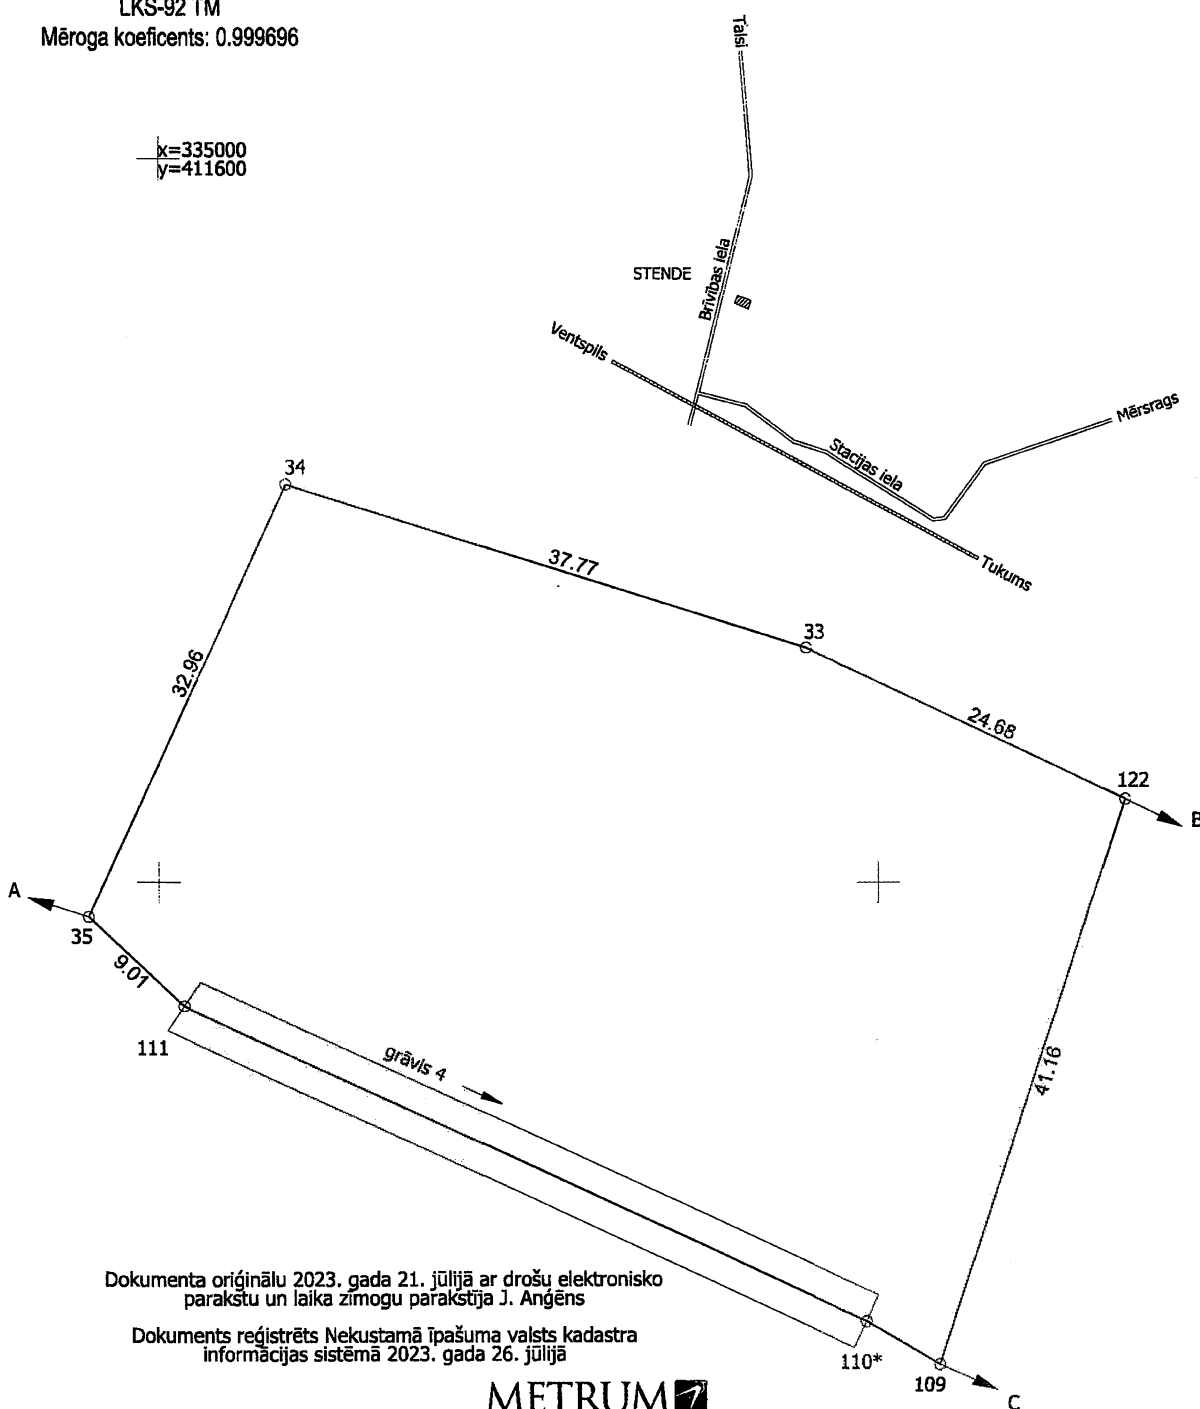 LKS-92 TM
Mēroga koeficents: 0.999696
x=335000
y=411600
Talsi
STENDE
Brīvības iela
Ventspils
Stacijas iela
Mērsrags
Tukums
34
37.77
33
32.96
24.68
122
B
A
35
9.01
111
grāvis 4
41.16
Dokumenta oriģinālu 2023. gada 21. jūlijā ar drošu elektronisko
parakstu un laika zīmogu parakstīja J. Anģēns
Dokuments reģistrēts Nekustamā īpašuma valsts kadastra
informācijas sistēmā 2023. gada 26. jūlijā
110*
109
C
METRUM